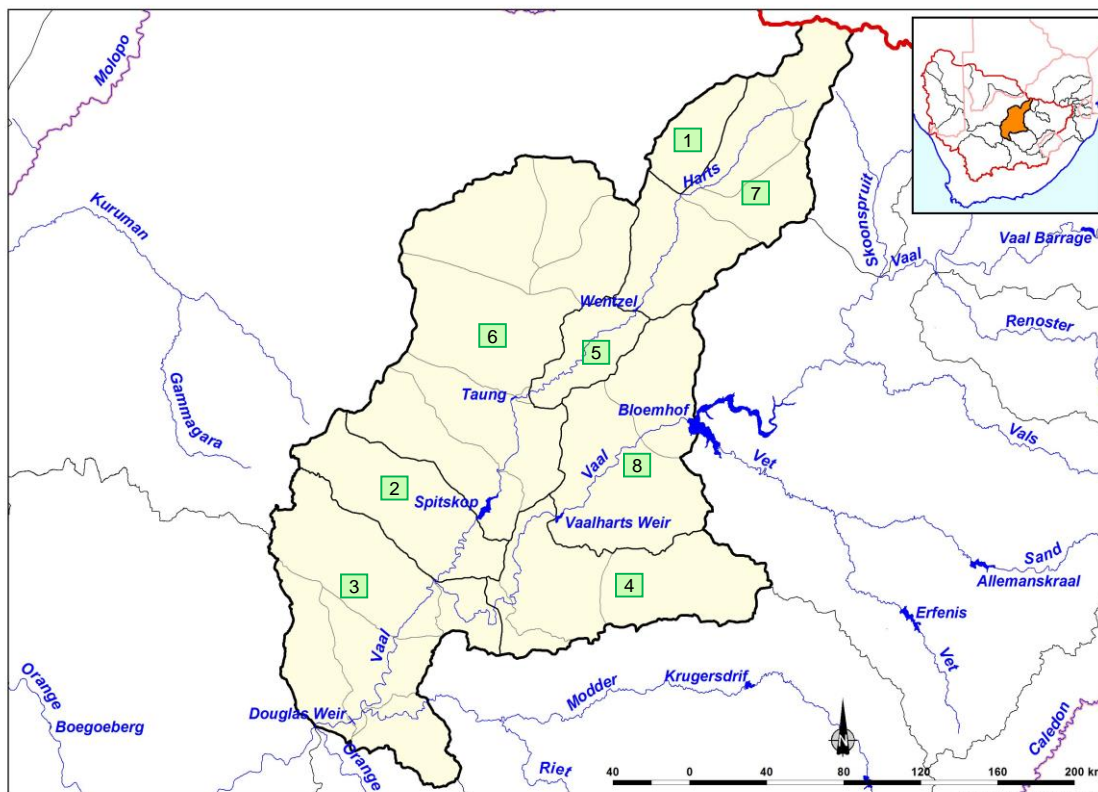 Molopo
1
Harts
7
Kuruman
Skoonspruit
Vaal
Vaal Barrage
Wentzel
Renoster
6
5
Gammagara
Taung
Bloemhof
Vals
Vet
Vaal
8
2
Spitskop
Vaalharts Weir
Sand
Allemanskraal
3
4
Erfenis
Vaal
Vet
Orange
Modder
Krugersdrif
Douglas Weir
Boegoeberg
Orange
N
Caledon
Riet
40 0 40 80 120 160 200 km